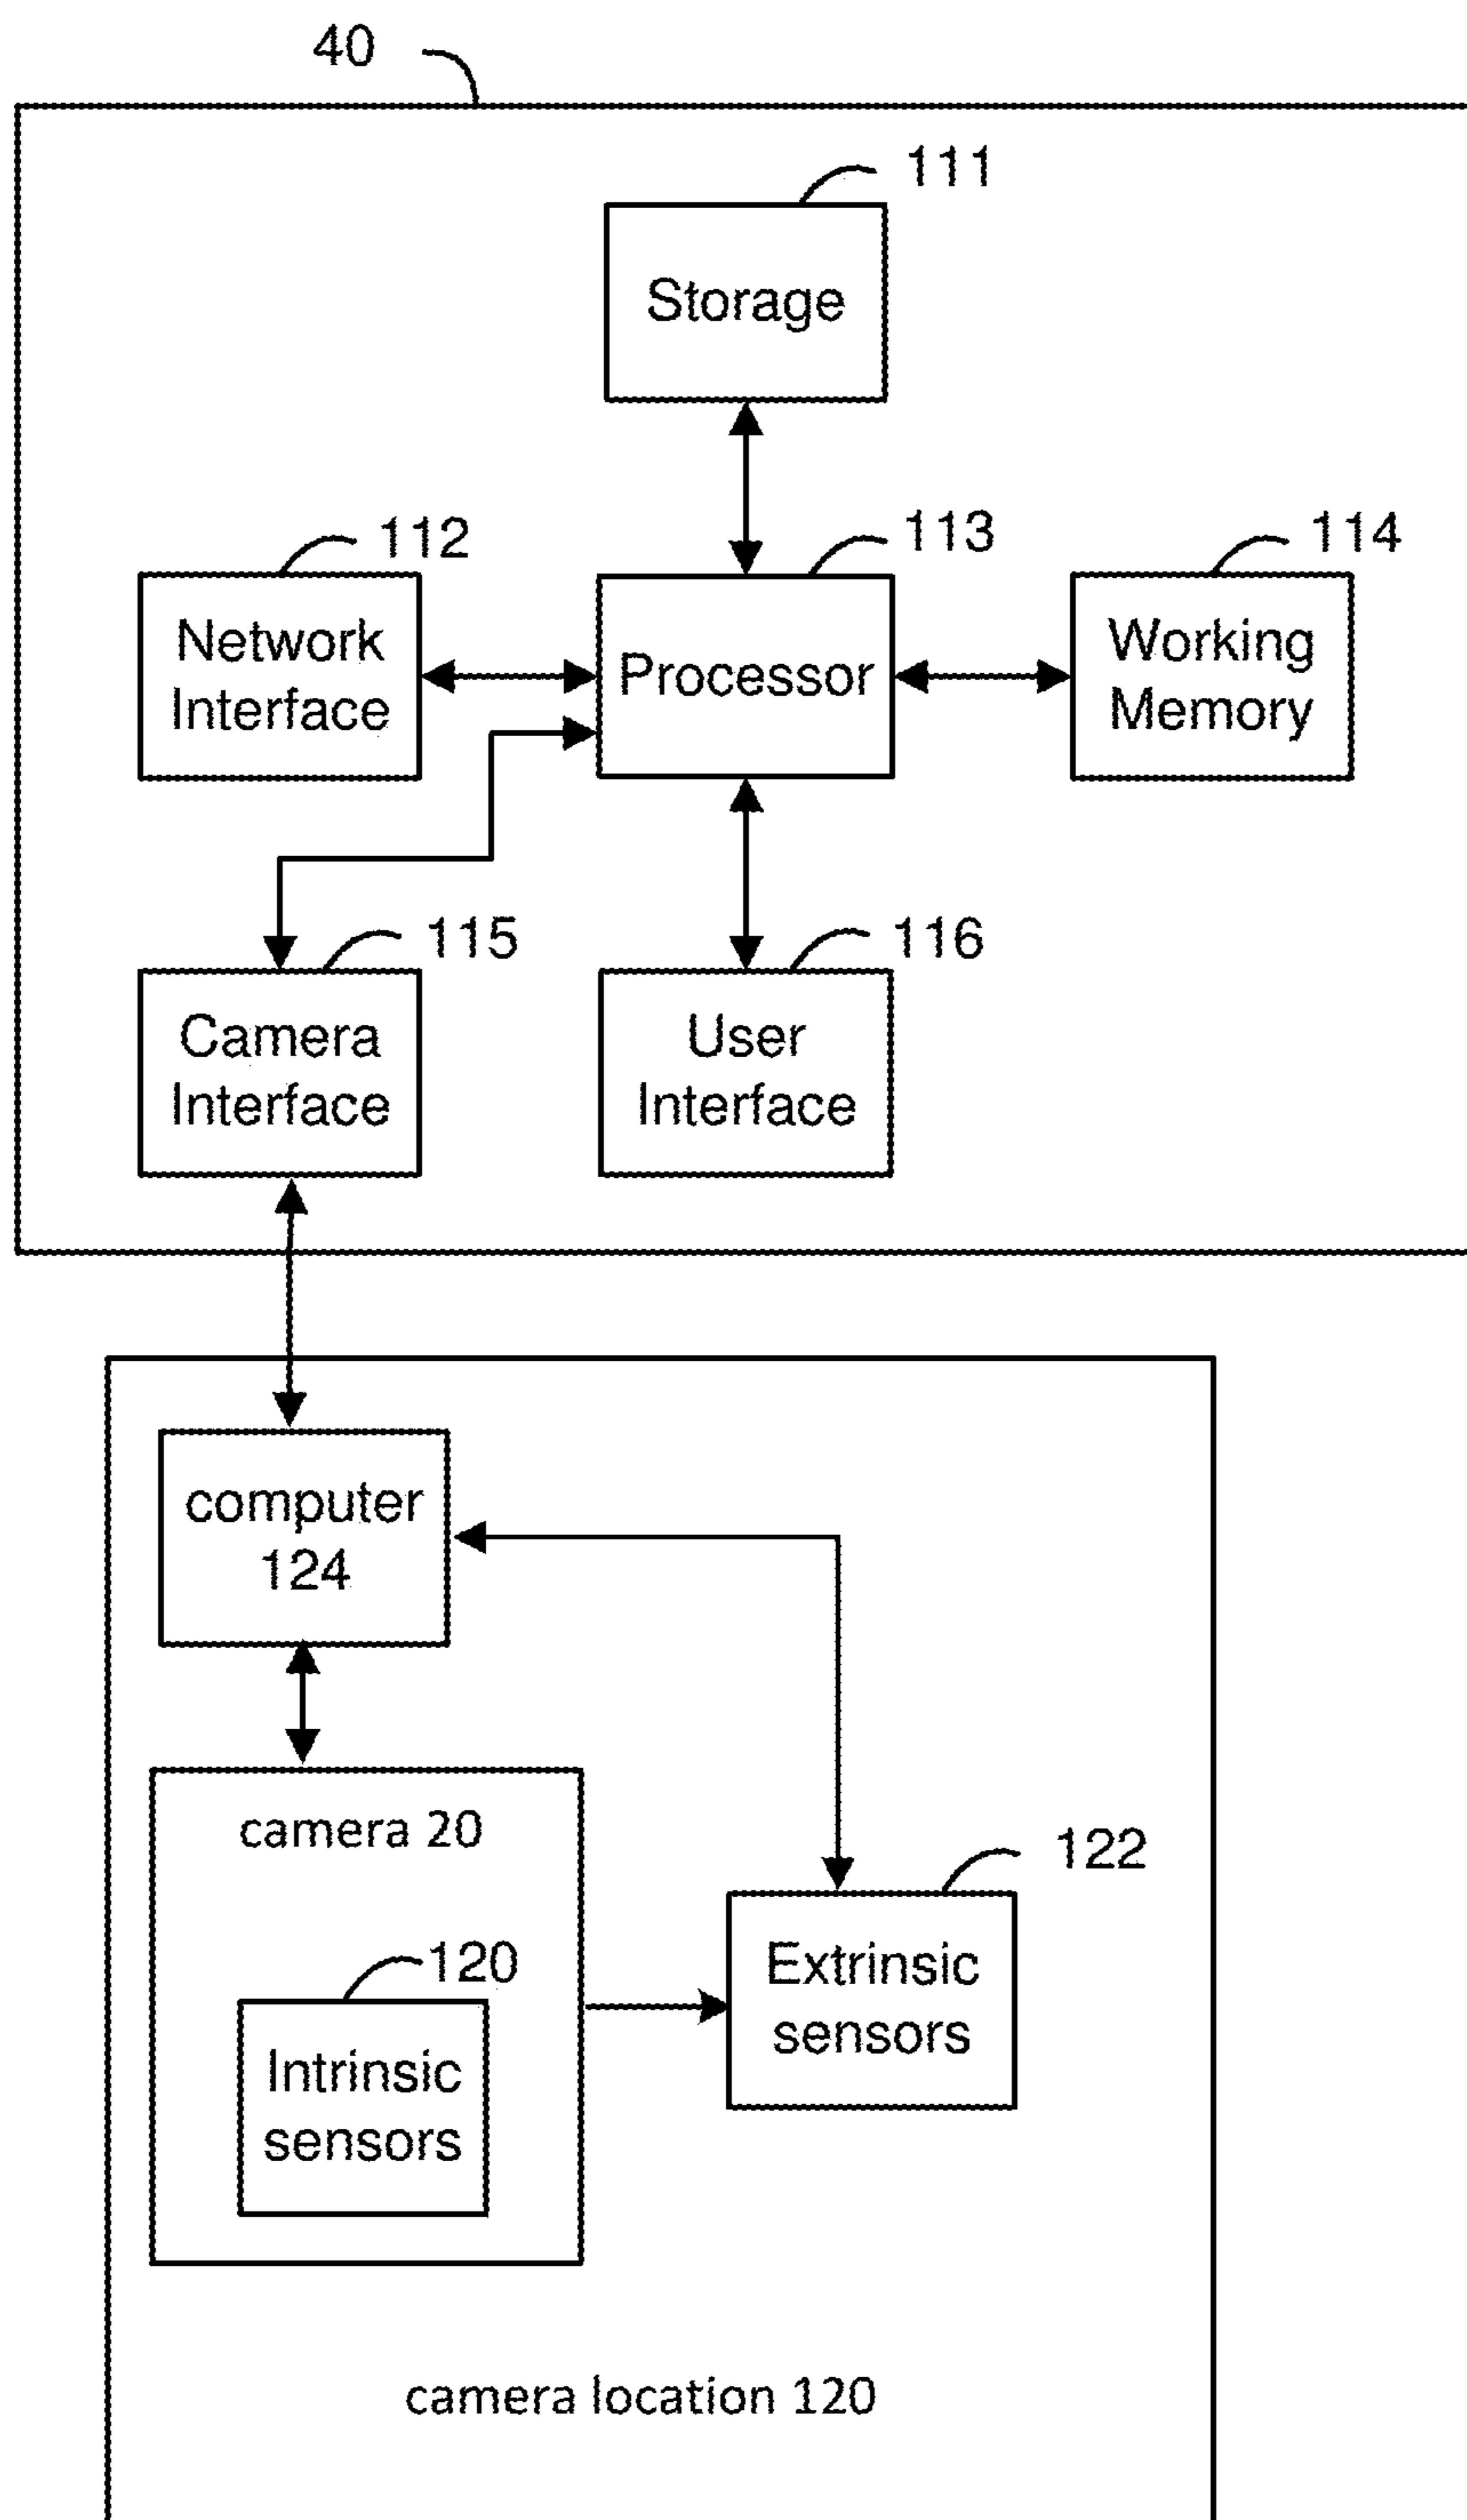 40
111
Storage
112
113
114
Network
Interface
Processor
Working
Memory
115
116
Camera
Interface
User
Interface
computer
124
camera 20
122
120
Extrinsic
sensors
Intrinsic
sensors
camera location 120